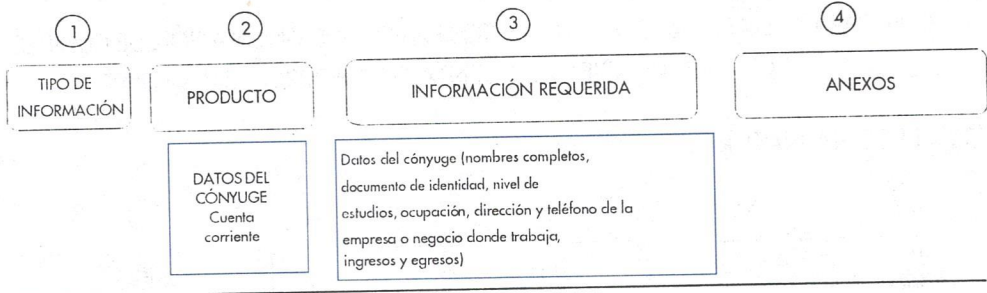 1
2
3
4
TIPO DE
INFORMACIÓN
PRODUCTO
INFORMACIÓN REQUERIDA
ANEXOS
DATOS DEL
CÓNYUGE
Cuenta
corriente
Datos del cónyuge (nombres completos,
documento de identidad, nivel de
estudios, ocupación, dirección y teléfono de la
empresa o negocio donde trabaja,
ingresos y egresos)